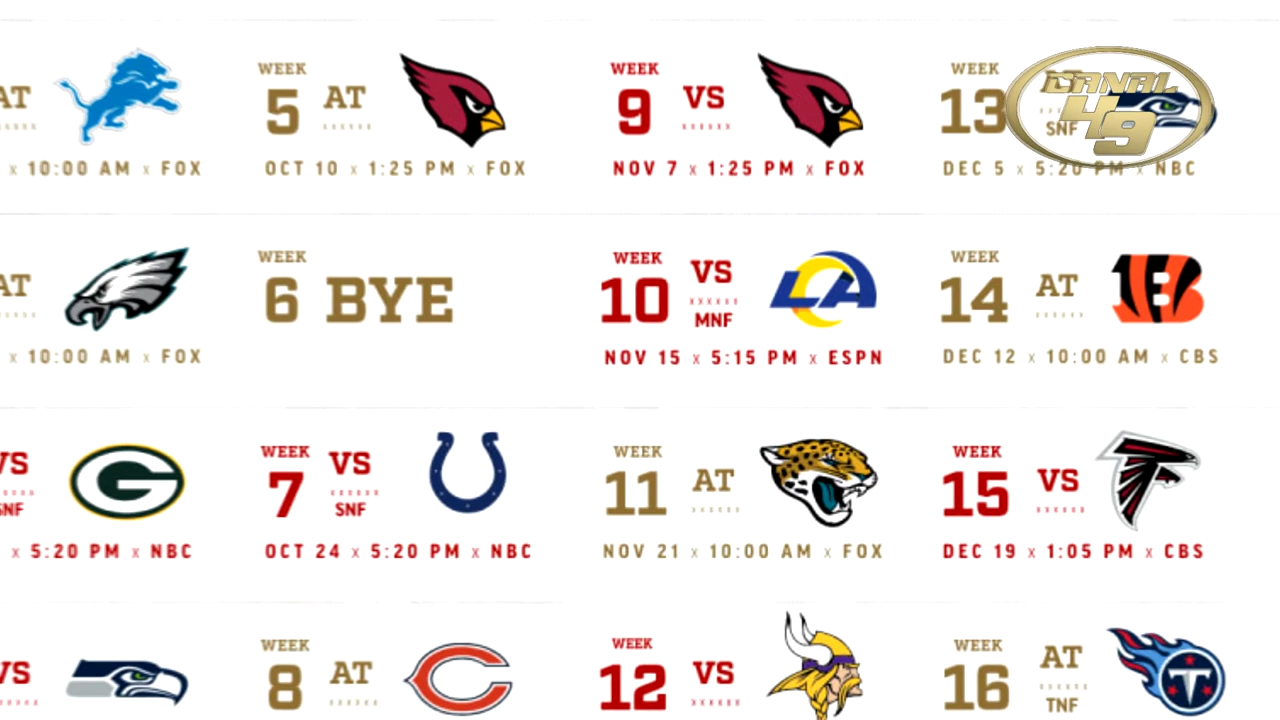 AT
x 10:00 AM x FOX
WEEK
5 AT
OCT 10 x 1:25 PM x FOX
WEEK
9 VS
NOV 7 x 1:25 PM x FOX
WEEK
13
SNF
DEC 5 x 5:20 PM x NBC
CANAL
49
AT
x 10:00 AM x FOX
WEEK
6 BYE
WEEK
10 VS
MNF
NOV 15 x 5:15 PM x ESPN
LA
WEEK
14 AT
DEC 12 x 10:00 AM x CBS
B
VS
SNF
x 5:20 PM x NBC
G
WEEK
7 VS
SNF
OCT 24 x 5:20 PM x NBC
WEEK
11 AT
NOV 21 x 10:00 AM x FOX
WEEK
15 VS
DEC 19 x 1:05 PM x CBS
VS
WEEK
8 AT
C
WEEK
12 VS
WEEK
16 AT
TNF
T